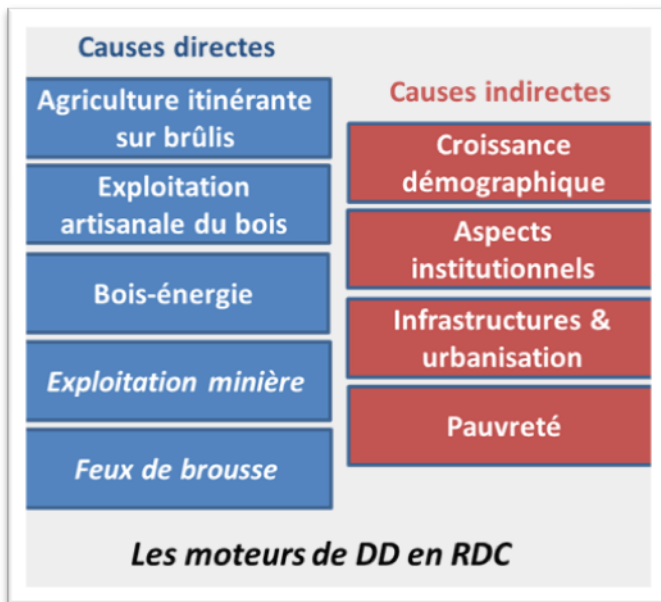 Causes directes
Agriculture itinérante
sur brûlis
Exploitation
artisanale du bois
Bois-énergie
Exploitation minière
Feux de brousse
Causes indirectes
Croissance
démographique
Aspects
institutionnels
Infrastructures &
urbanisation
Pauvreté
Les moteurs de DD en RDC